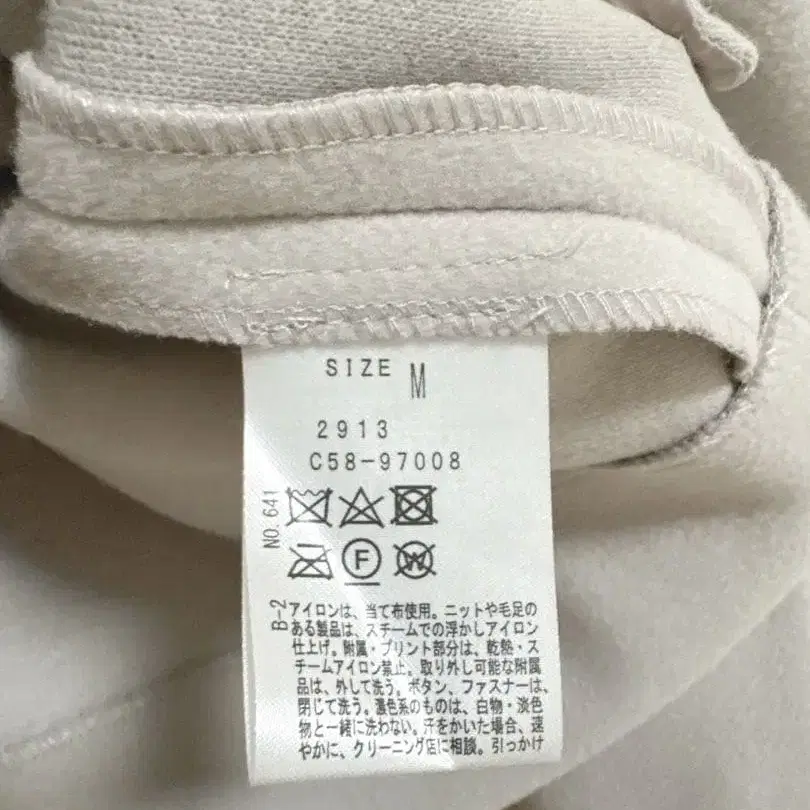 SIZE M
2913
C58-97008
NO. 641
F
W
B-2
アイロンは、当て布使用。ニットや毛足の
ある製品は、スチームでの浮かしアイロン
仕上げ。附属・プリント部分は、乾熱・ス
チームアイロン禁止。取り外し可能な附属
品は、外して洗う。ボタン、ファスナーは、
閉じて洗う。濃色系のものは、白物・淡色
物と一緒に洗わない。汗をかいた場合、速
やかに、クリーニング店に相談。引っかけ